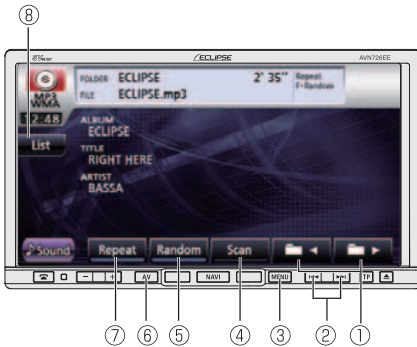 ⑧
ECLIPSE AVN726EE
MP3
WMA
FOLDER ECLIPSE 2' 35"
FILE ECLIPSE.mp3
Repeat
F·Random
12:48
List
ALBUM
ECLIPSE
TITLE
RIGHT HERE
ARTIST
BASSA
♪Sound Repeat Random Scan
− + AV NAVI MENU TP
⑦ ⑥ ⑤ ④ ③ ② ①